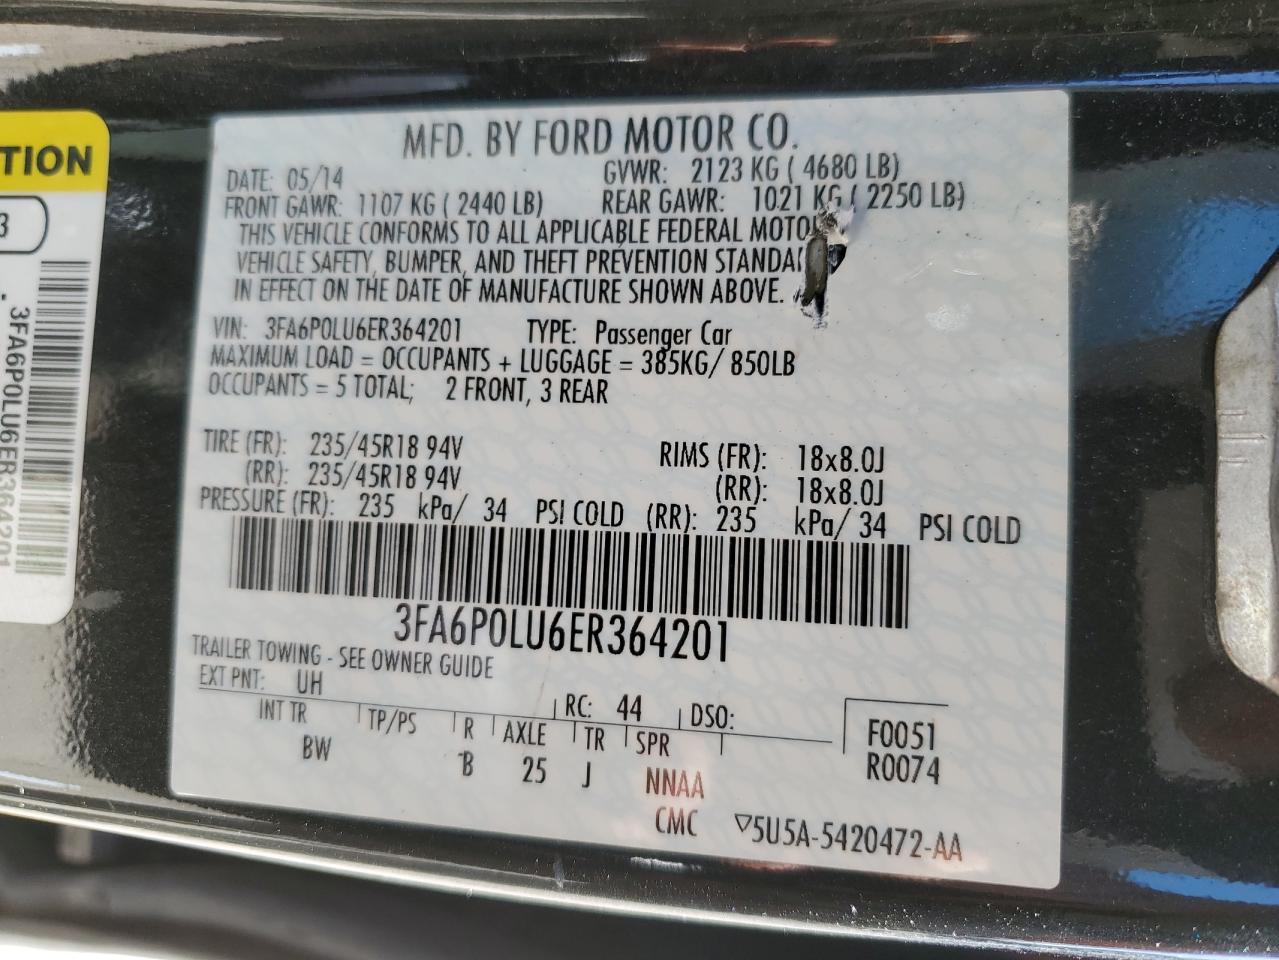 TION
3
3FA6P0LU6ER364201
MFD. BY FORD MOTOR CO.
DATE: 05/14 GVWR: 2123 KG ( 4680 LB)
FRONT GAWR: 1107 KG ( 2440 LB) REAR GAWR: 1021 KG ( 2250 LB)
THIS VEHICLE CONFORMS TO ALL APPLICABLE FEDERAL MOTO
VEHICLE SAFETY, BUMPER, AND THEFT PREVENTION STANDA
IN EFFECT ON THE DATE OF MANUFACTURE SHOWN ABOVE.
VIN: 3FA6P0LU6ER364201 TYPE: Passenger Car
MAXIMUM LOAD = OCCUPANTS + LUGGAGE = 385KG/ 850LB
OCCUPANTS = 5 TOTAL; 2 FRONT, 3 REAR
TIRE (FR): 235/45R18 94V RIMS (FR): 18x8.0J
(RR): 235/45R18 94V (RR): 18x8.0J
PRESSURE (FR): 235 kPa/ 34 PSI COLD (RR): 235 kPa/ 34 PSI COLD
3FA6P0LU6ER364201
TRAILER TOWING - SEE OWNER GUIDE
EXT PNT: UH RC: 44 DSO:
INT TR TP/PS R AXLE TR SPR F0051
BW B 25 J NNAA R0074
CMC ▽5U5A-5420472-AA